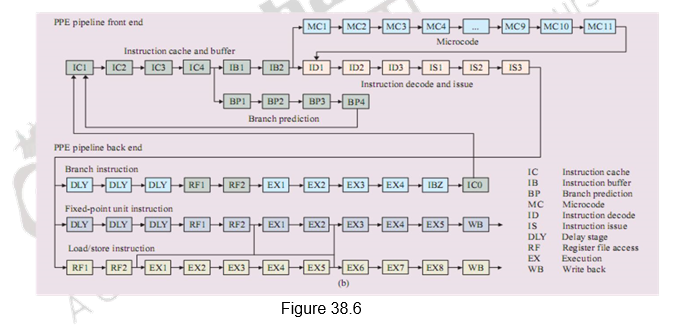 PPE pipeline front end
MC1 MC2 MC3 MC4 ... MC9 MC10 MC11
Microcode
Instruction cache and buffer
IC1 IC2 IC3 IC4 IB1 IB2 ID1 ID2 ID3 IS1 IS2 IS3
Instruction decode and issue
BP1 BP2 BP3 BP4
Branch prediction
PPE pipeline back end
Branch instruction
DLY DLY DLY RF1 RF2 EX1 EX2 EX3 EX4 IBZ IC0
Fixed-point unit instruction
DLY DLY DLY RF1 RF2 EX1 EX2 EX3 EX4 EX5 WB
Load/store instruction
RF1 RF2 EX1 EX2 EX3 EX4 EX5 EX6 EX7 EX8 WB
IC Instruction cache
IB Instruction buffer
BP Branch prediction
MC Microcode
ID Instruction decode
IS Instruction issue
DLY Delay stage
RF Register file access
EX Execution
WB Write back
(b)
Figure 38.6